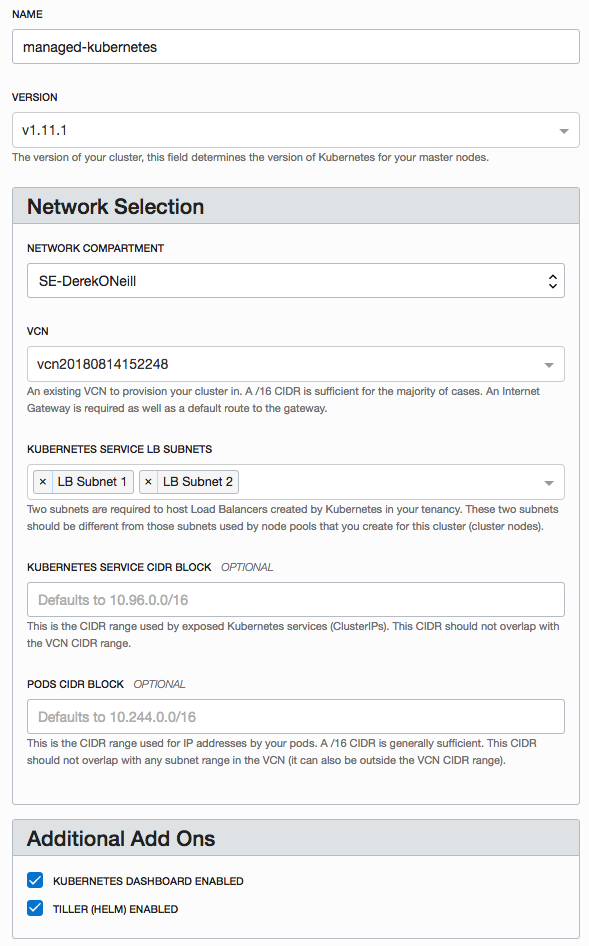 NAME
managed-kubernetes
VERSION
v1.11.1
The version of your cluster, this field determines the version of Kubernetes for your master nodes.
Network Selection
NETWORK COMPARTMENT
SE-DerekONeill
VCN
vcn20180814152248
An existing VCN to provision your cluster in. A /16 CIDR is sufficient for the majority of cases. An Internet
Gateway is required as well as a default route to the gateway.
KUBERNETES SERVICE LB SUBNETS
× LB Subnet 1 × LB Subnet 2
Two subnets are required to host Load Balancers created by Kubernetes in your tenancy. These two subnets
should be different from those subnets used by node pools that you create for this cluster (cluster nodes).
KUBERNETES SERVICE CIDR BLOCK OPTIONAL
Defaults to 10.96.0.0/16
This is the CIDR range used by exposed Kubernetes services (ClusterIPs). This CIDR should not overlap with
the VCN CIDR range.
PODS CIDR BLOCK OPTIONAL
Defaults to 10.244.0.0/16
This is the CIDR range used for IP addresses by your pods. A /16 CIDR is generally sufficient. This CIDR
should not overlap with any subnet range in the VCN (it can also be outside the VCN CIDR range).
Additional Add Ons
KUBERNETES DASHBOARD ENABLED
TILLER (HELM) ENABLED